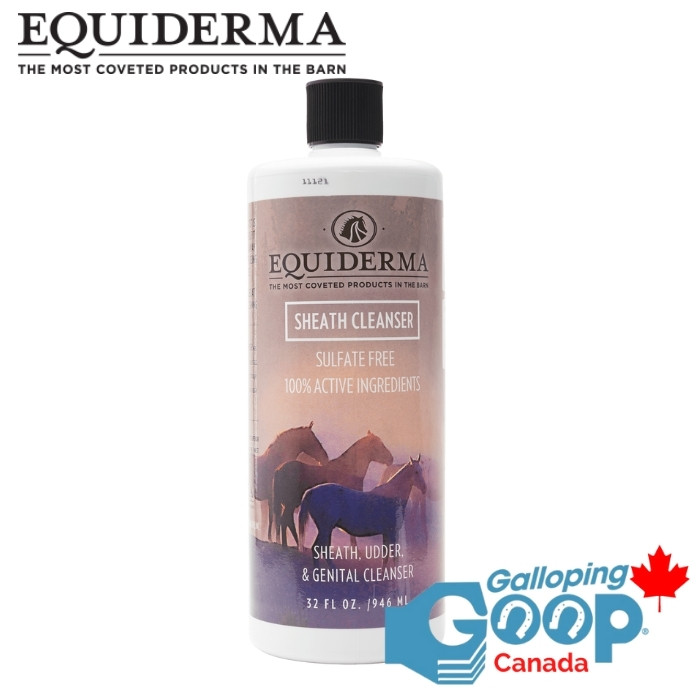 EQUIDERMA
THE MOST COVETED PRODUCTS IN THE BARN
EQUIDERMA
THE MOST COVETED PRODUCTS IN THE BARN
SHEATH CLEANSER
SULFATE FREE
100% ACTIVE INGREDIENTS
SHEATH, UDDER,
& GENITAL CLEANSER
32 FL OZ. /946 ML
Galloping
GOOP®
Canada